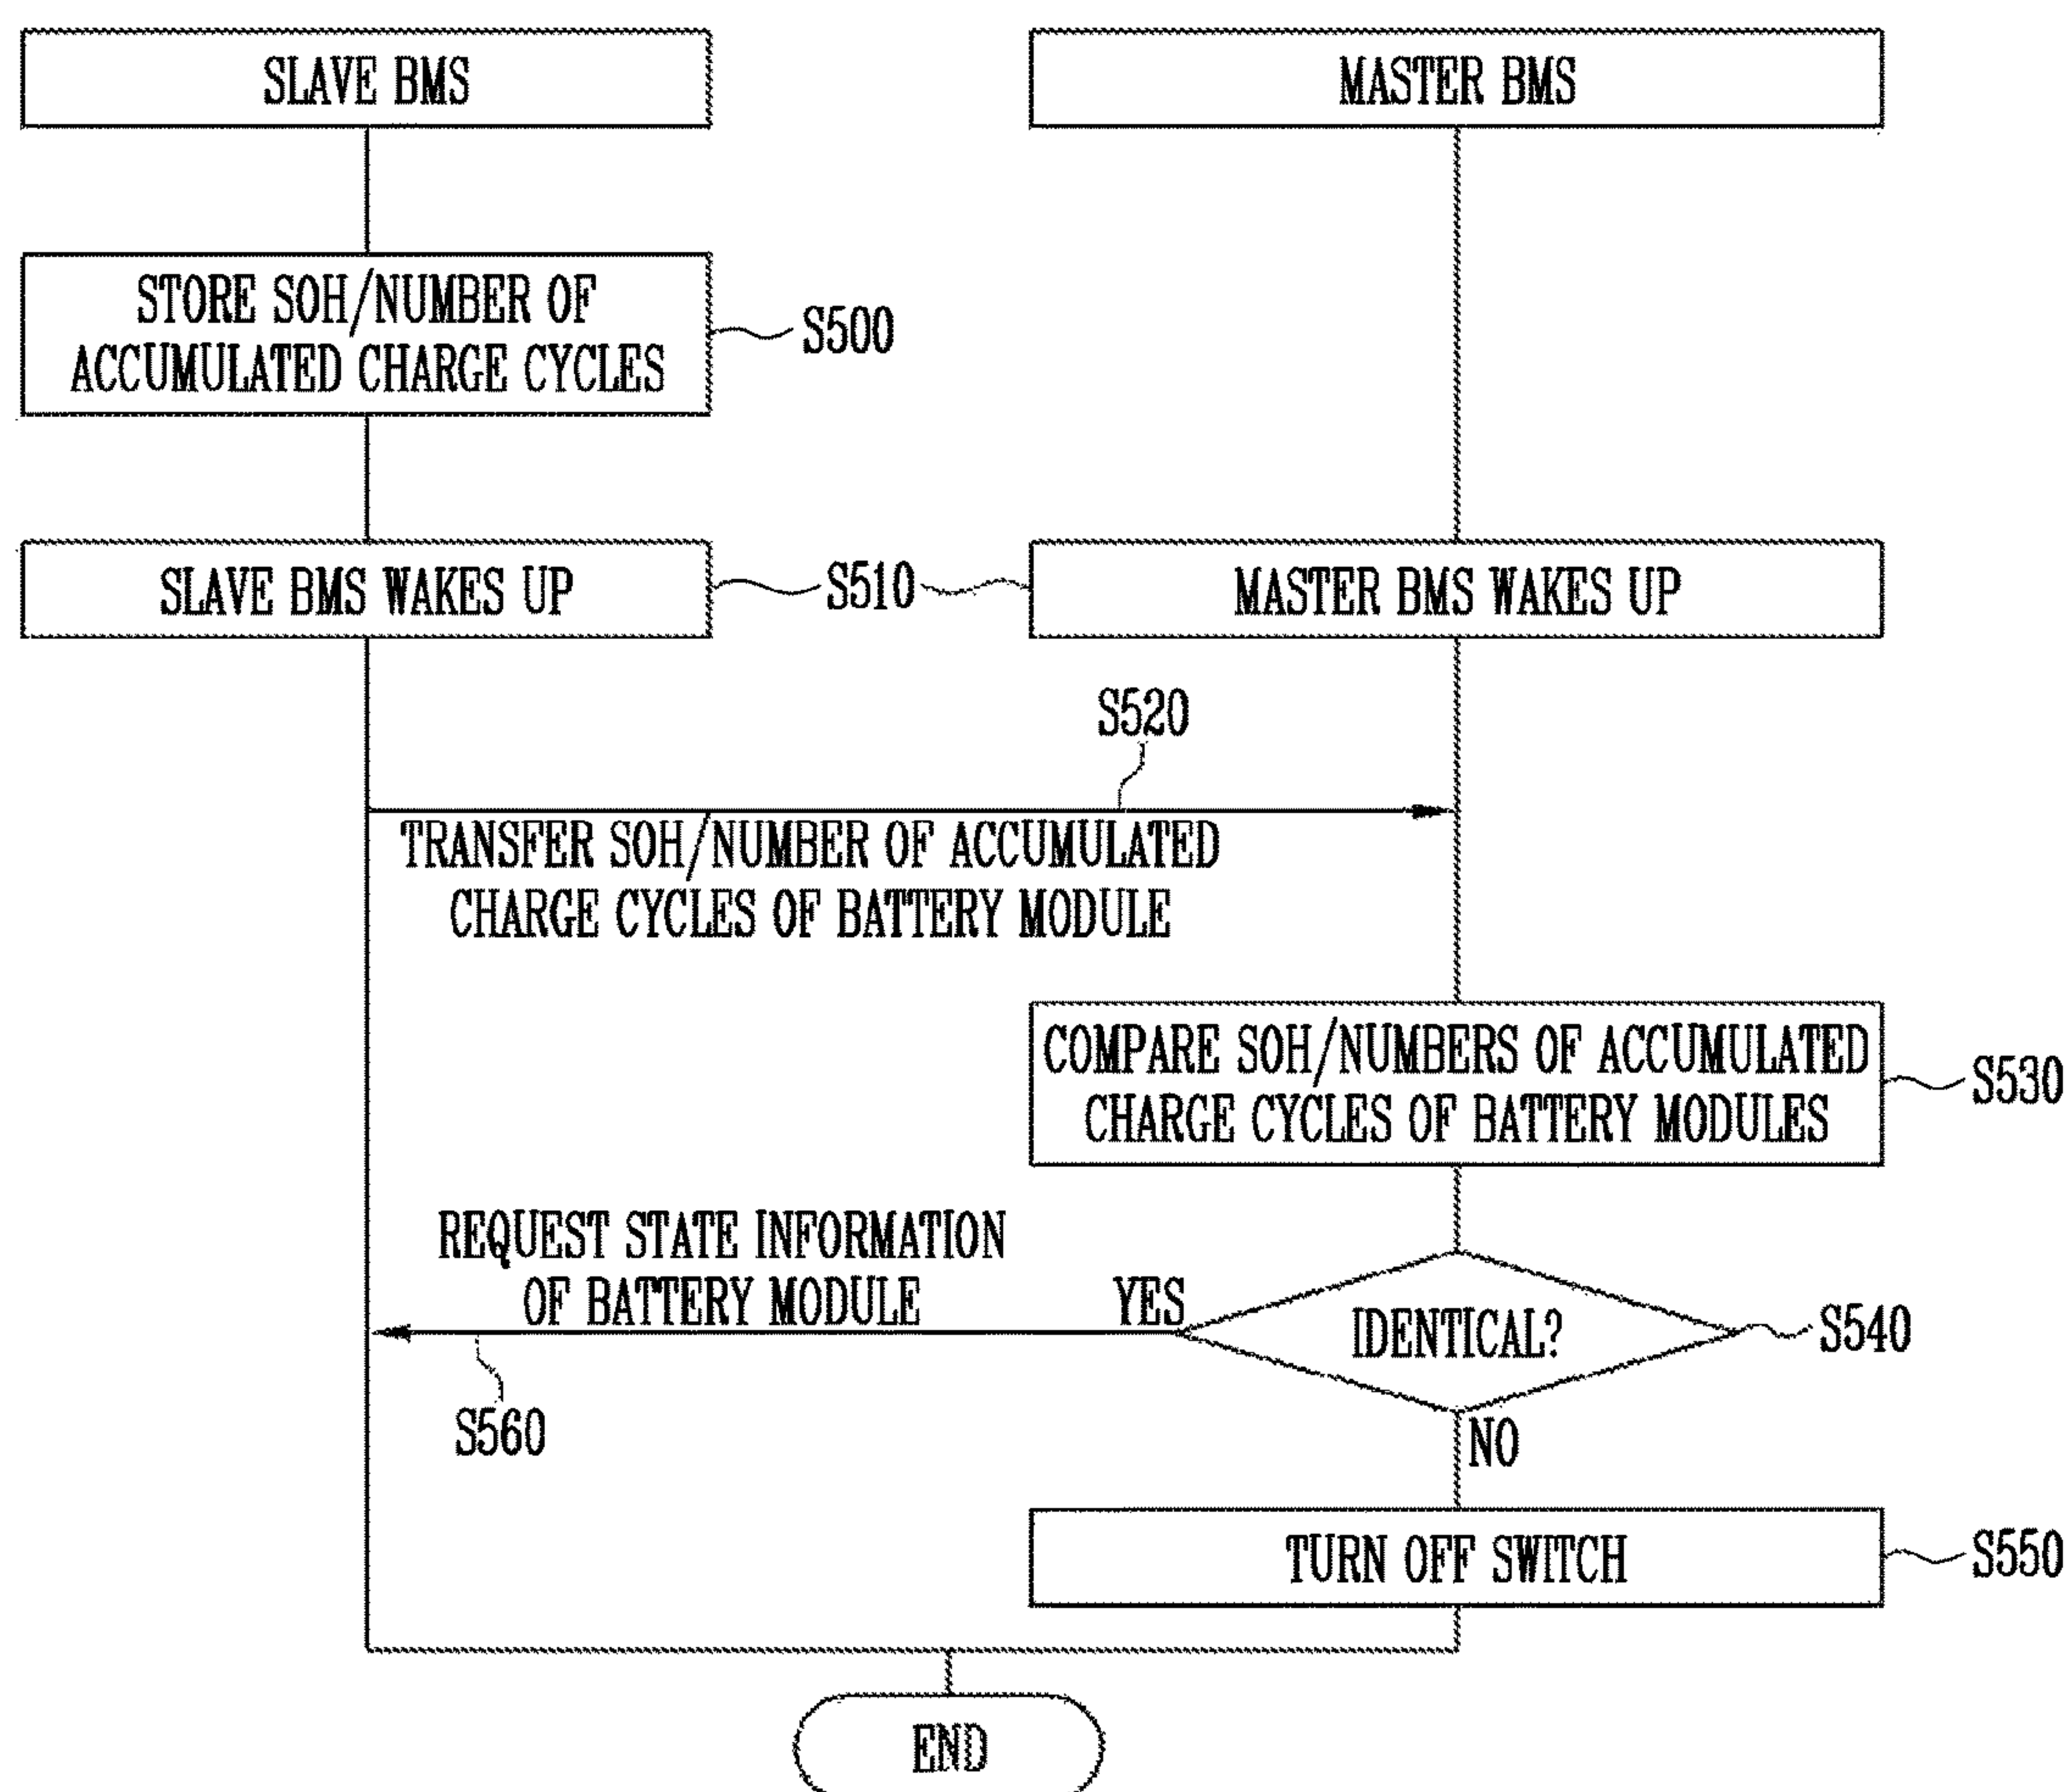 SLAVE BMS
MASTER BMS
STORE SOH/NUMBER OF
ACCUMULATED CHARGE CYCLES
S500
SLAVE BMS WAKES UP
S510
MASTER BMS WAKES UP
S520
TRANSFER SOH/NUMBER OF ACCUMULATED
CHARGE CYCLES OF BATTERY MODULE
COMPARE SOH/NUMBERS OF ACCUMULATED
CHARGE CYCLES OF BATTERY MODULES
S530
REQUEST STATE INFORMATION
OF BATTERY MODULE
YES
IDENTICAL?
S540
S560
NO
TURN OFF SWITCH
S550
END